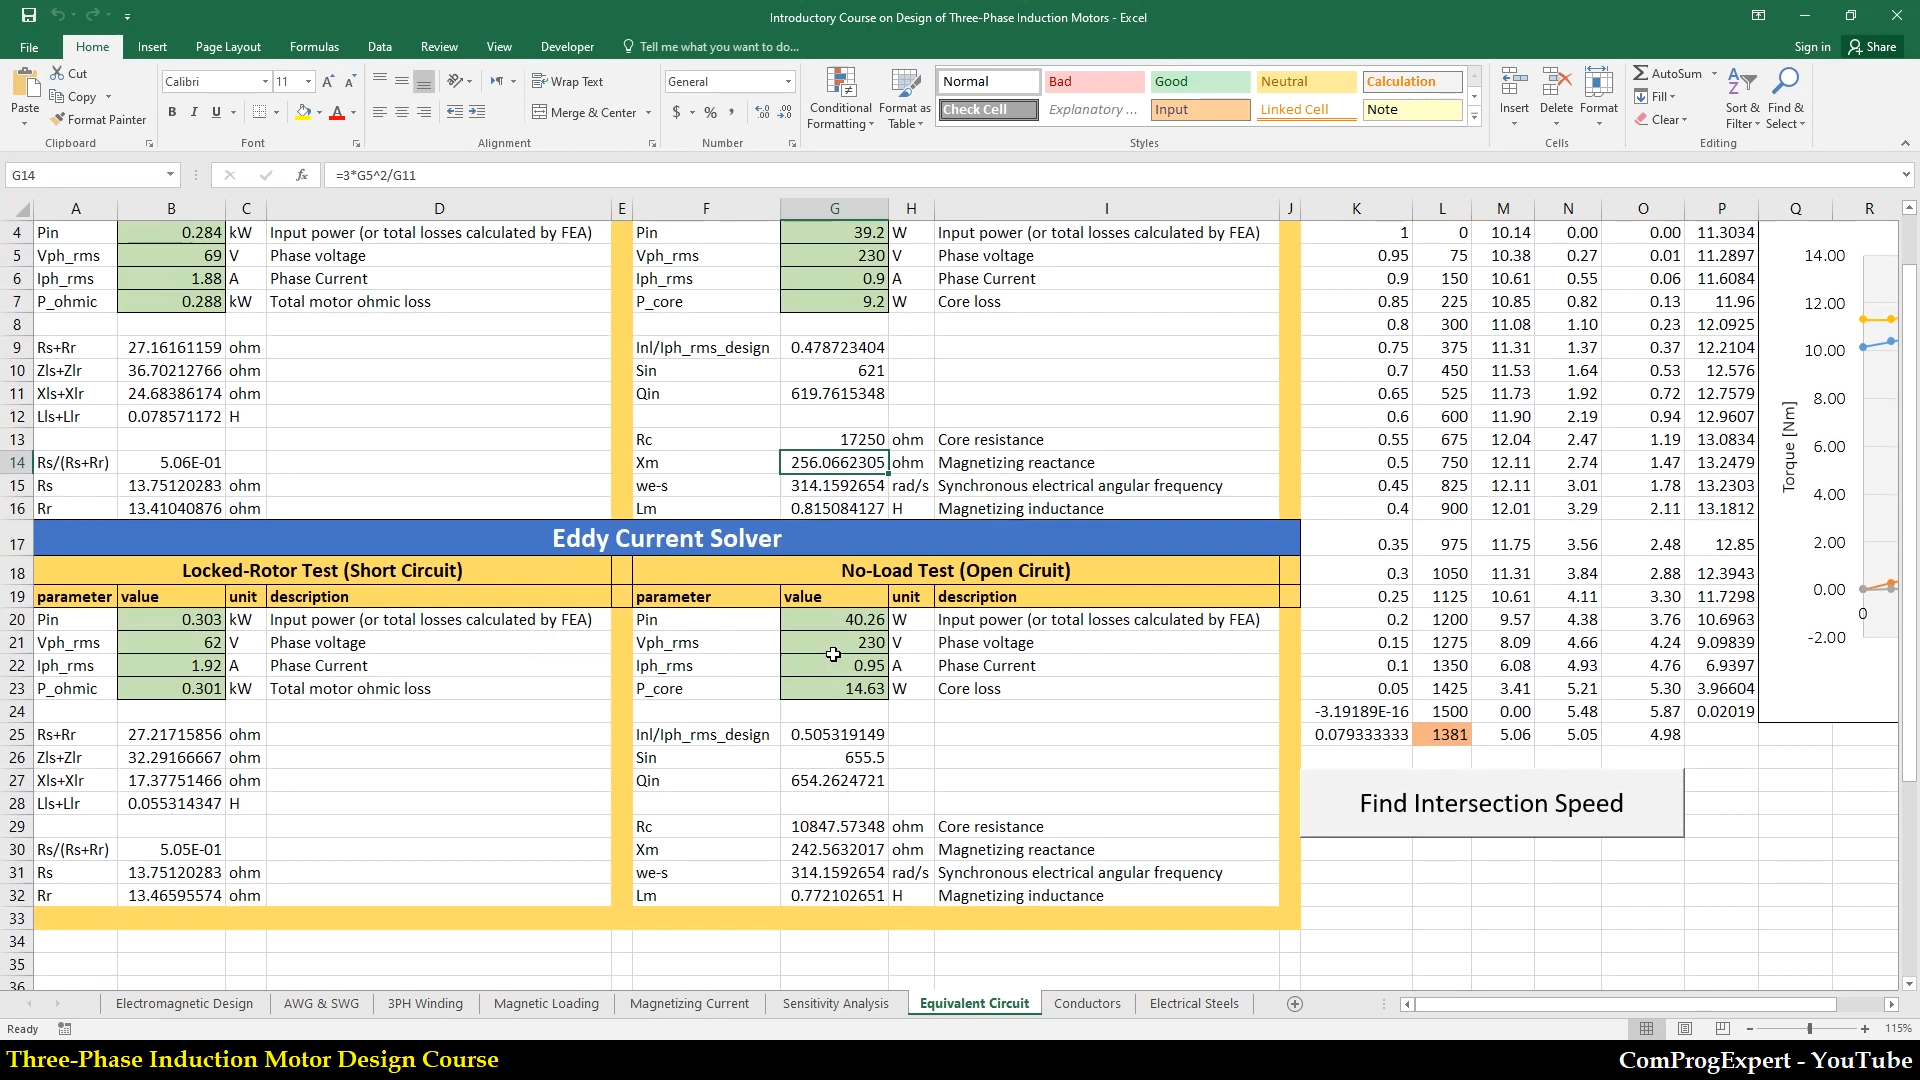 Introductory Course on Design of Three-Phase Induction Motors - Excel
File Home Insert Page Layout Formulas Data Review View Developer Tell me what you want to do... Sign in Share
Paste Cut Copy Format Painter Clipboard
Calibri 11 B I U Font
Wrap Text Merge & Center Alignment
General $ % Number
Conditional Formatting Format as Table
Normal Bad Good Neutral Calculation
Check Cell Explanatory ... Input Linked Cell Note
Styles
Insert Delete Format Cells
AutoSum Fill Clear Sort & Filter Find & Select Editing
G14 fx =3*G5^2/G11
A B C D E F G H I J K L M N O P Q R
4 Pin 0.284 kW Input power (or total losses calculated by FEA) Pin 39.2 W Input power (or total losses calculated by FEA) 1 0 10.14 0.00 0.00 11.3034
5 Vph_rms 69 V Phase voltage Vph_rms 230 V Phase voltage 0.95 75 10.38 0.27 0.01 11.2897 14.00
6 Iph_rms 1.88 A Phase Current Iph_rms 0.9 A Phase Current 0.9 150 10.61 0.55 0.06 11.6084
7 P_ohmic 0.288 kW Total motor ohmic loss P_core 9.2 W Core loss 0.85 225 10.85 0.82 0.13 11.96 12.00
8 0.8 300 11.08 1.10 0.23 12.0925
9 Rs+Rr 27.16161159 ohm Inl/Iph_rms_design 0.478723404 0.75 375 11.31 1.37 0.37 12.2104 10.00
10 Zls+Zlr 36.70212766 ohm Sin 621 0.7 450 11.53 1.64 0.53 12.576
11 Xls+Xlr 24.68386174 ohm Qin 619.7615348 0.65 525 11.73 1.92 0.72 12.7579 8.00
12 Lls+Llr 0.078571172 H 0.6 600 11.90 2.19 0.94 12.9607
13 Rc 17250 ohm Core resistance 0.55 675 12.04 2.47 1.19 13.0834 6.00
14 Rs/(Rs+Rr) 5.06E-01 Xm 256.0662305 ohm Magnetizing reactance 0.5 750 12.11 2.74 1.47 13.2479 Torque [Nm]
15 Rs 13.75120283 ohm we-s 314.1592654 rad/s Synchronous electrical angular frequency 0.45 825 12.11 3.01 1.78 13.2303 4.00
16 Rr 13.41040876 ohm Lm 0.815084127 H Magnetizing inductance 0.4 900 12.01 3.29 2.11 13.1812
17 Eddy Current Solver 0.35 975 11.75 3.56 2.48 12.85 2.00
18 Locked-Rotor Test (Short Circuit) No-Load Test (Open Ciruit) 0.3 1050 11.31 3.84 2.88 12.3943
19 parameter value unit description parameter value unit description 0.25 1125 10.61 4.11 3.30 11.7298 0.00
20 Pin 0.303 kW Input power (or total losses calculated by FEA) Pin 40.26 W Input power (or total losses calculated by FEA) 0.2 1200 9.57 4.38 3.76 10.6963 0
21 Vph_rms 62 V Phase voltage Vph_rms 230 V Phase voltage 0.15 1275 8.09 4.66 4.24 9.09839 -2.00
22 Iph_rms 1.92 A Phase Current Iph_rms 0.95 A Phase Current 0.1 1350 6.08 4.93 4.76 6.9397
23 P_ohmic 0.301 kW Total motor ohmic loss P_core 14.63 W Core loss 0.05 1425 3.41 5.21 5.30 3.96604
24 -3.19189E-16 1500 0.00 5.48 5.87 0.02019
25 Rs+Rr 27.21715856 ohm Inl/Iph_rms_design 0.505319149 0.079333333 1381 5.06 5.05 4.98
26 Zls+Zlr 32.29166667 ohm Sin 655.5
27 Xls+Xlr 17.37751466 ohm Qin 654.2624721
28 Lls+Llr 0.055314347 H Find Intersection Speed
29 Rc 10847.57348 ohm Core resistance
30 Rs/(Rs+Rr) 5.05E-01 Xm 242.5632017 ohm Magnetizing reactance
31 Rs 13.75120283 ohm we-s 314.1592654 rad/s Synchronous electrical angular frequency
32 Rr 13.46595574 ohm Lm 0.772102651 H Magnetizing inductance
33
34
35
36
Electromagnetic Design AWG & SWG 3PH Winding Magnetic Loading Magnetizing Current Sensitivity Analysis Equivalent Circuit Conductors Electrical Steels
Ready 115%
Three-Phase Induction Motor Design Course ComProgExpert - YouTube